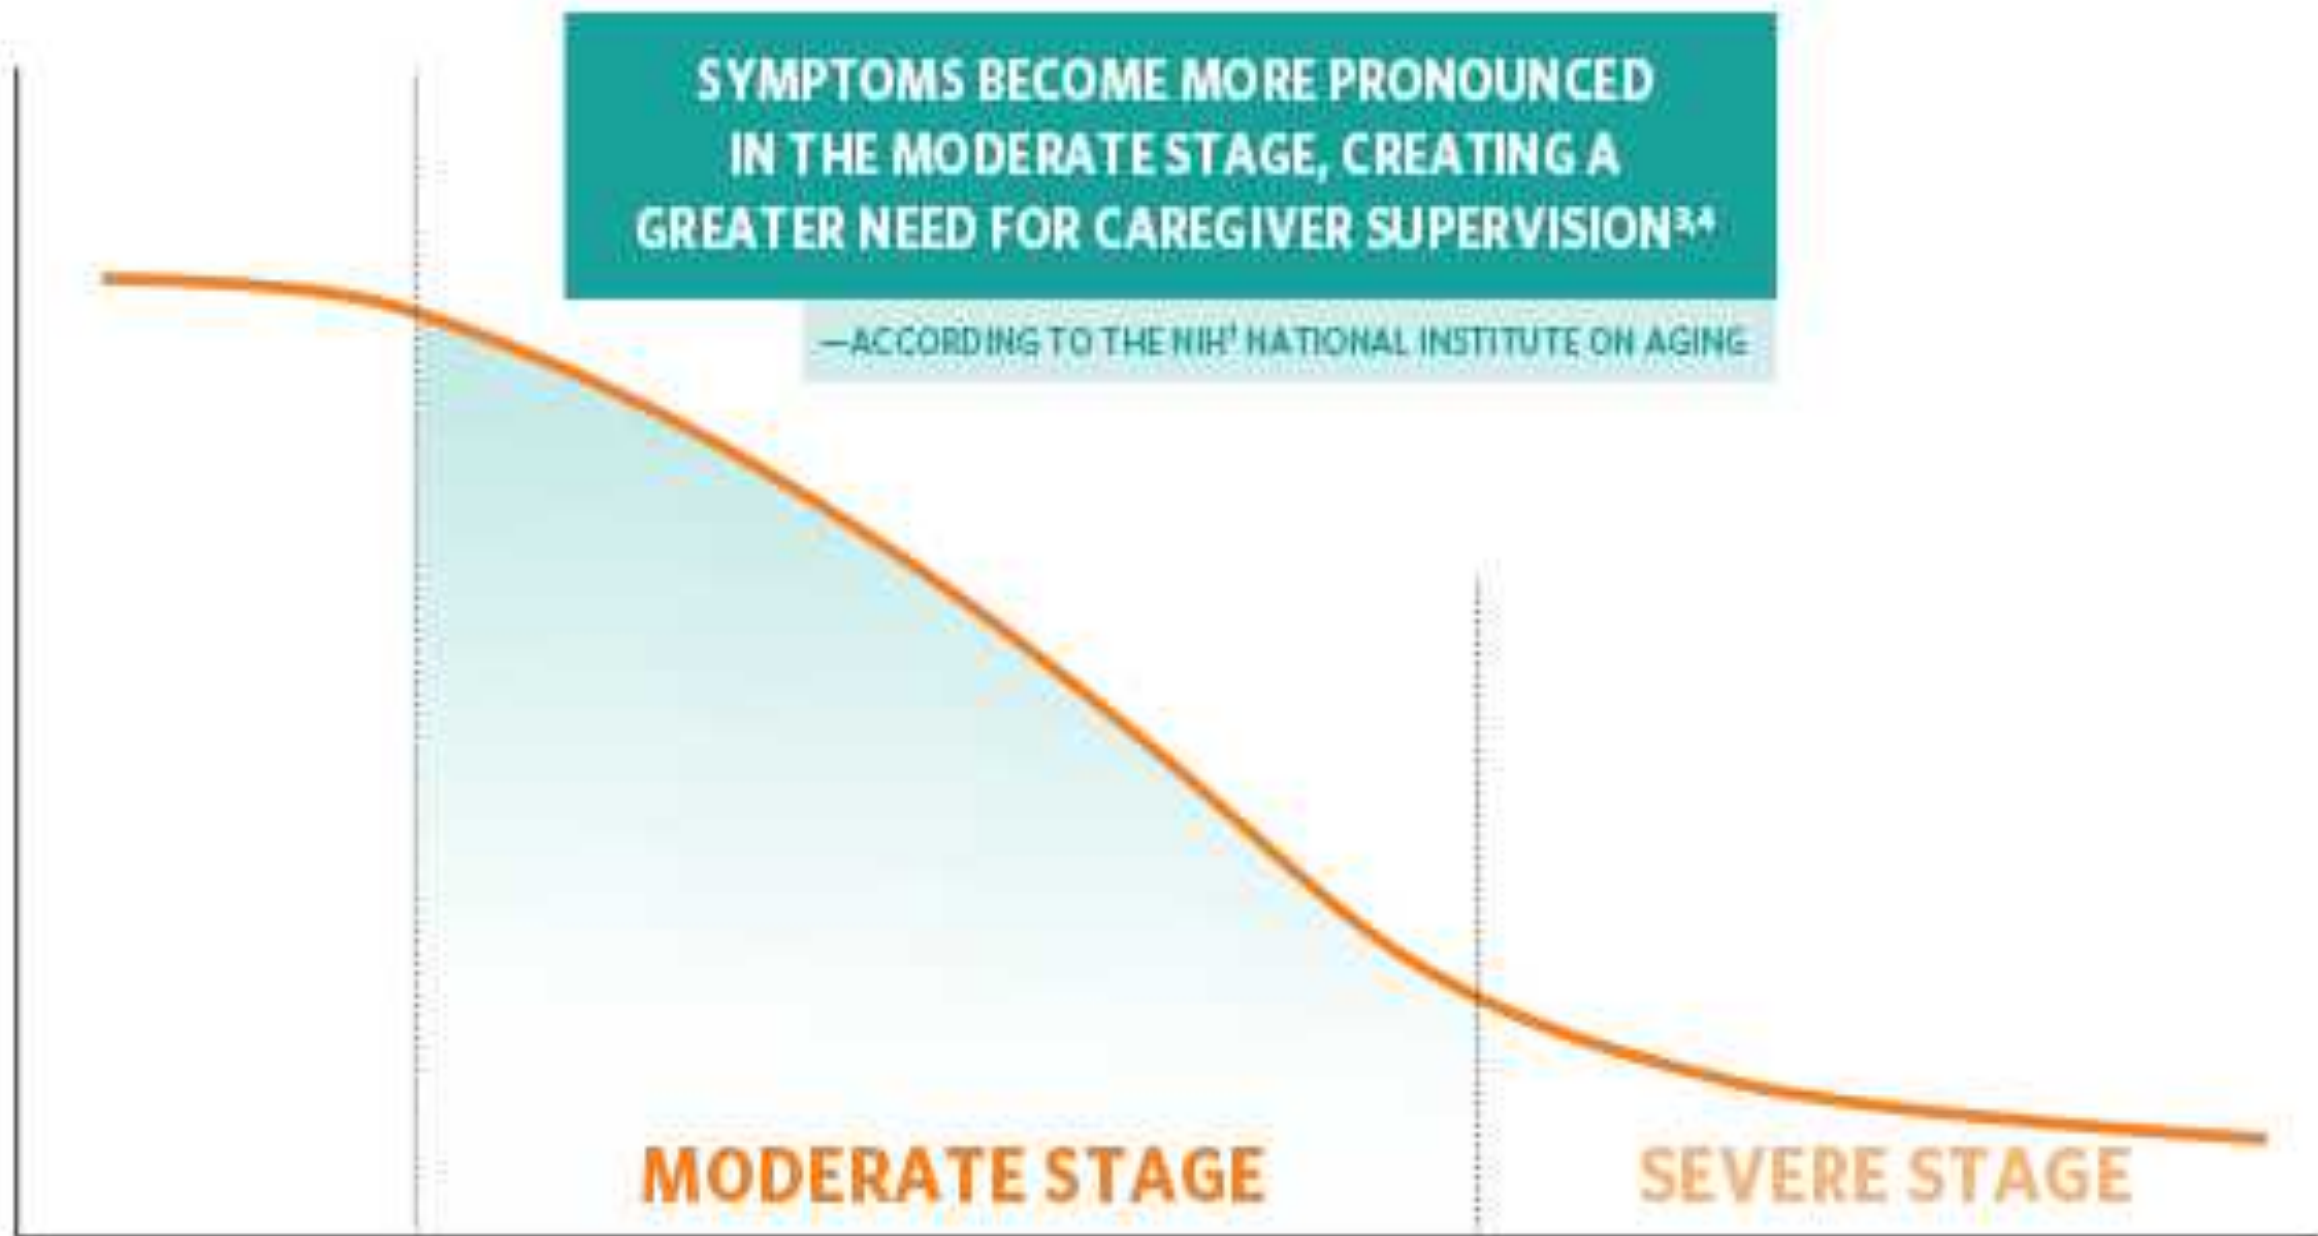 SYMPTOMS BECOME MORE PRONOUNCED
IN THE MODERATE STAGE, CREATING A
GREATER NEED FOR CAREGIVER SUPERVISION³,⁴
—ACCORDING TO THE NIH† NATIONAL INSTITUTE ON AGING
MODERATE STAGE
SEVERE STAGE